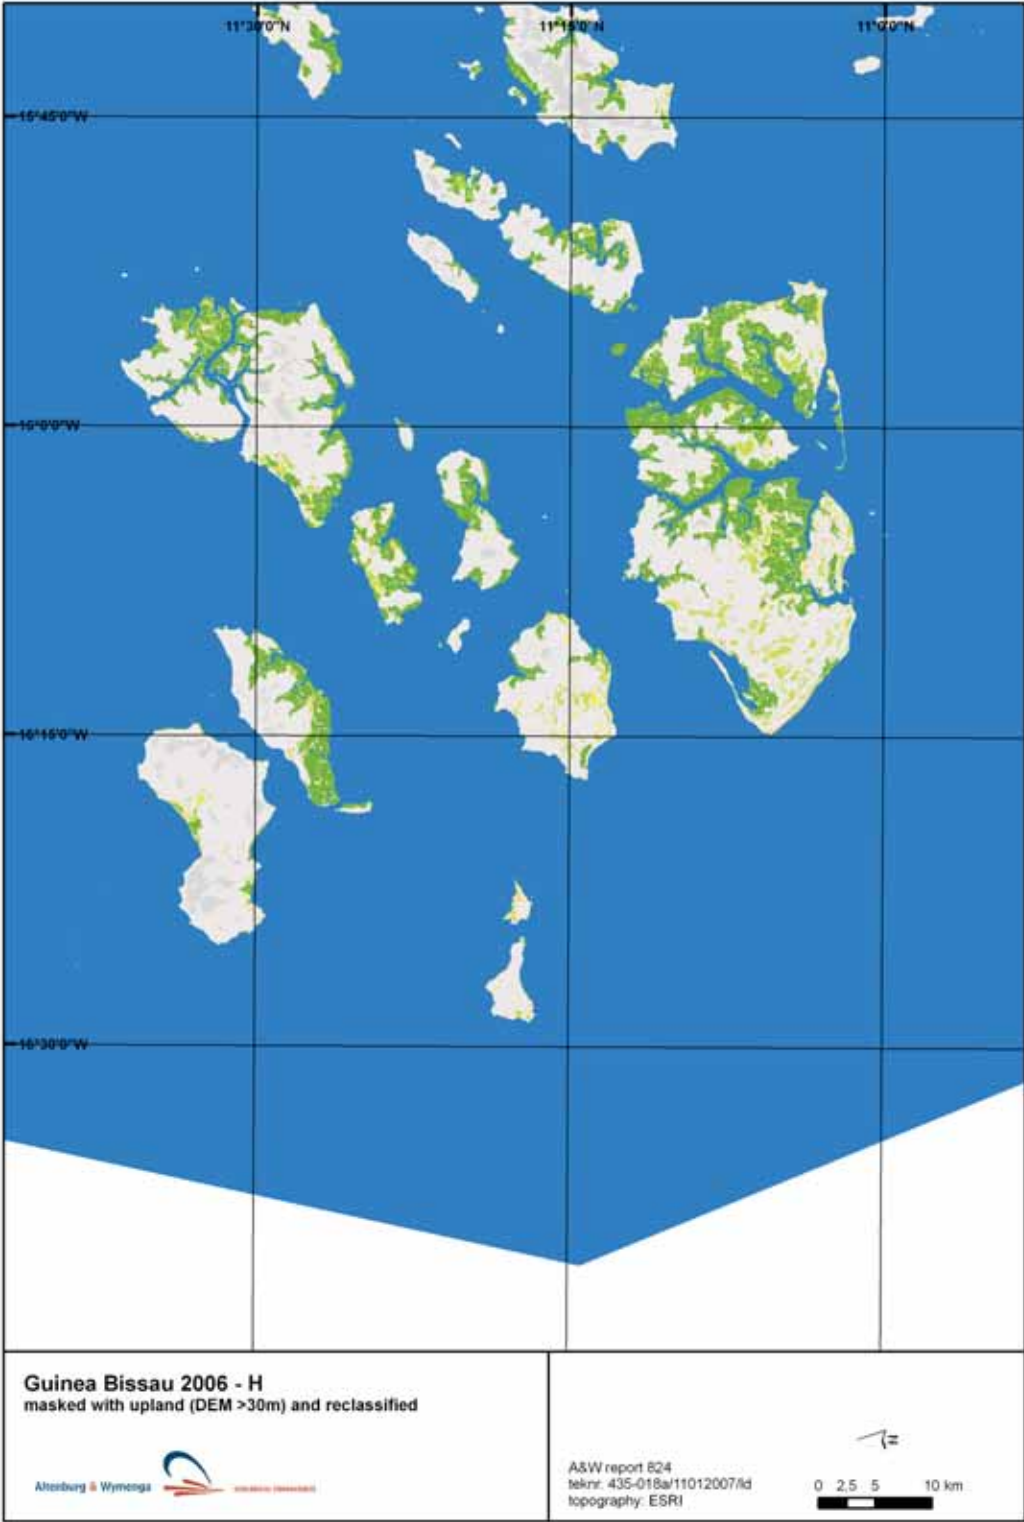 11°30'0"N
11°15'0"N
11°0'0"N
15°45'0"W
16°0'0"W
16°15'0"W
16°30'0"W
Guinea Bissau 2006 - H
masked with upland (DEM >30m) and reclassified
Altenburg & Wymenga
A&W report 824
teknr. 435-018a/11012007/ld
topography: ESRI
N
0 2,5 5 10 km